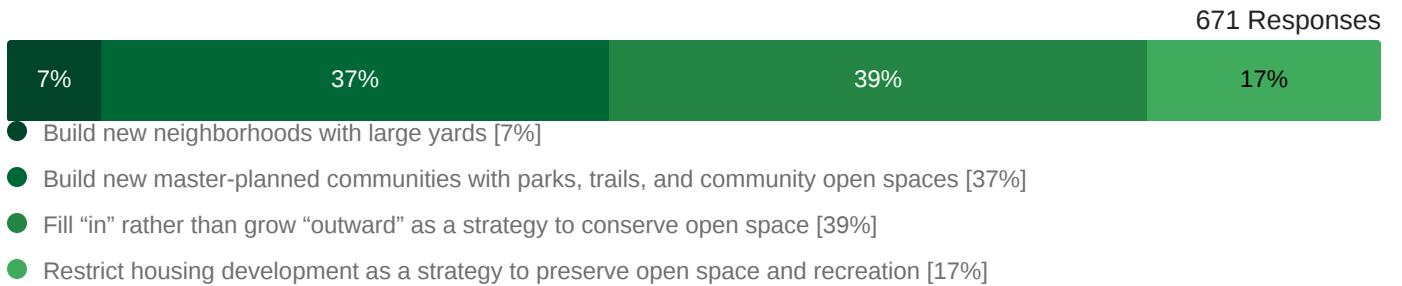 671 Responses
7% 37% 39% 17%
Build new neighborhoods with large yards [7%]
Build new master-planned communities with parks, trails, and community open spaces [37%]
Fill “in” rather than grow “outward” as a strategy to conserve open space [39%]
Restrict housing development as a strategy to preserve open space and recreation [17%]